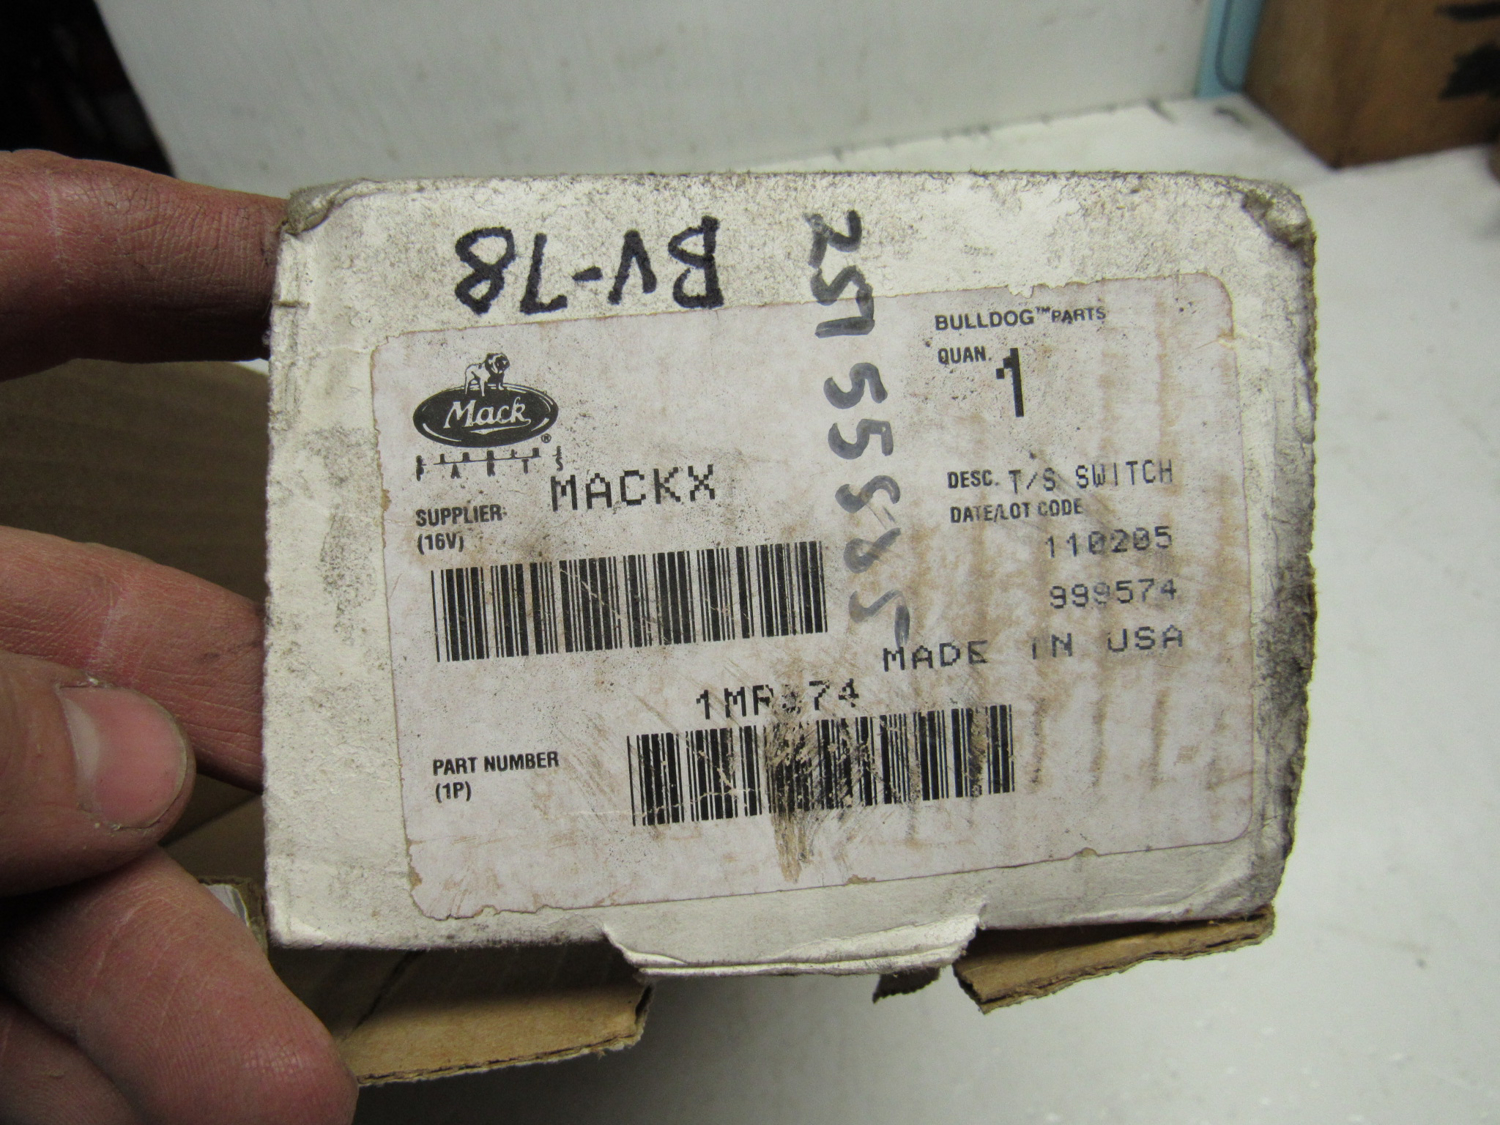 BV-78
BULLDOG™ PARTS
QUAN. 1
Mack®
PARTS
SUPPLIER: MACKX
(16V)
DESC. T/S SWITCH
DATE/LOT CODE
110205
999574
MADE IN USA
PART NUMBER
(1P)